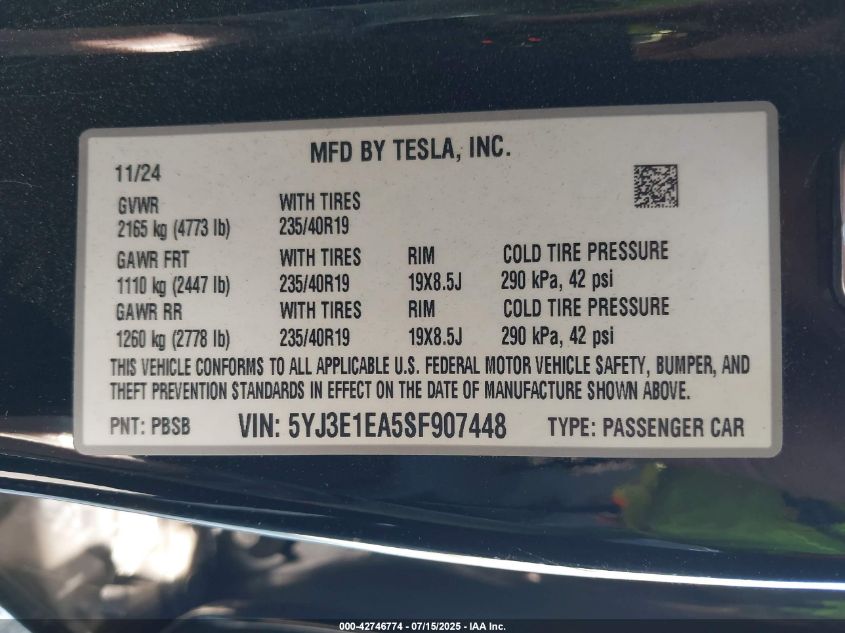 MFD BY TESLA, INC.
11/24
GVWR WITH TIRES
2165 kg (4773 lb) 235/40R19
GAWR FRT WITH TIRES RIM COLD TIRE PRESSURE
1110 kg (2447 lb) 235/40R19 19X8.5J 290 kPa, 42 psi
GAWR RR WITH TIRES RIM COLD TIRE PRESSURE
1260 kg (2778 lb) 235/40R19 19X8.5J 290 kPa, 42 psi
THIS VEHICLE CONFORMS TO ALL APPLICABLE U.S. FEDERAL MOTOR VEHICLE SAFETY, BUMPER, AND
THEFT PREVENTION STANDARDS IN EFFECT ON THE DATE OF MANUFACTURE SHOWN ABOVE.
PNT: PBSB VIN: 5YJ3E1EA5SF907448 TYPE: PASSENGER CAR
000-42746774 - 07/15/2025 - IAA Inc.